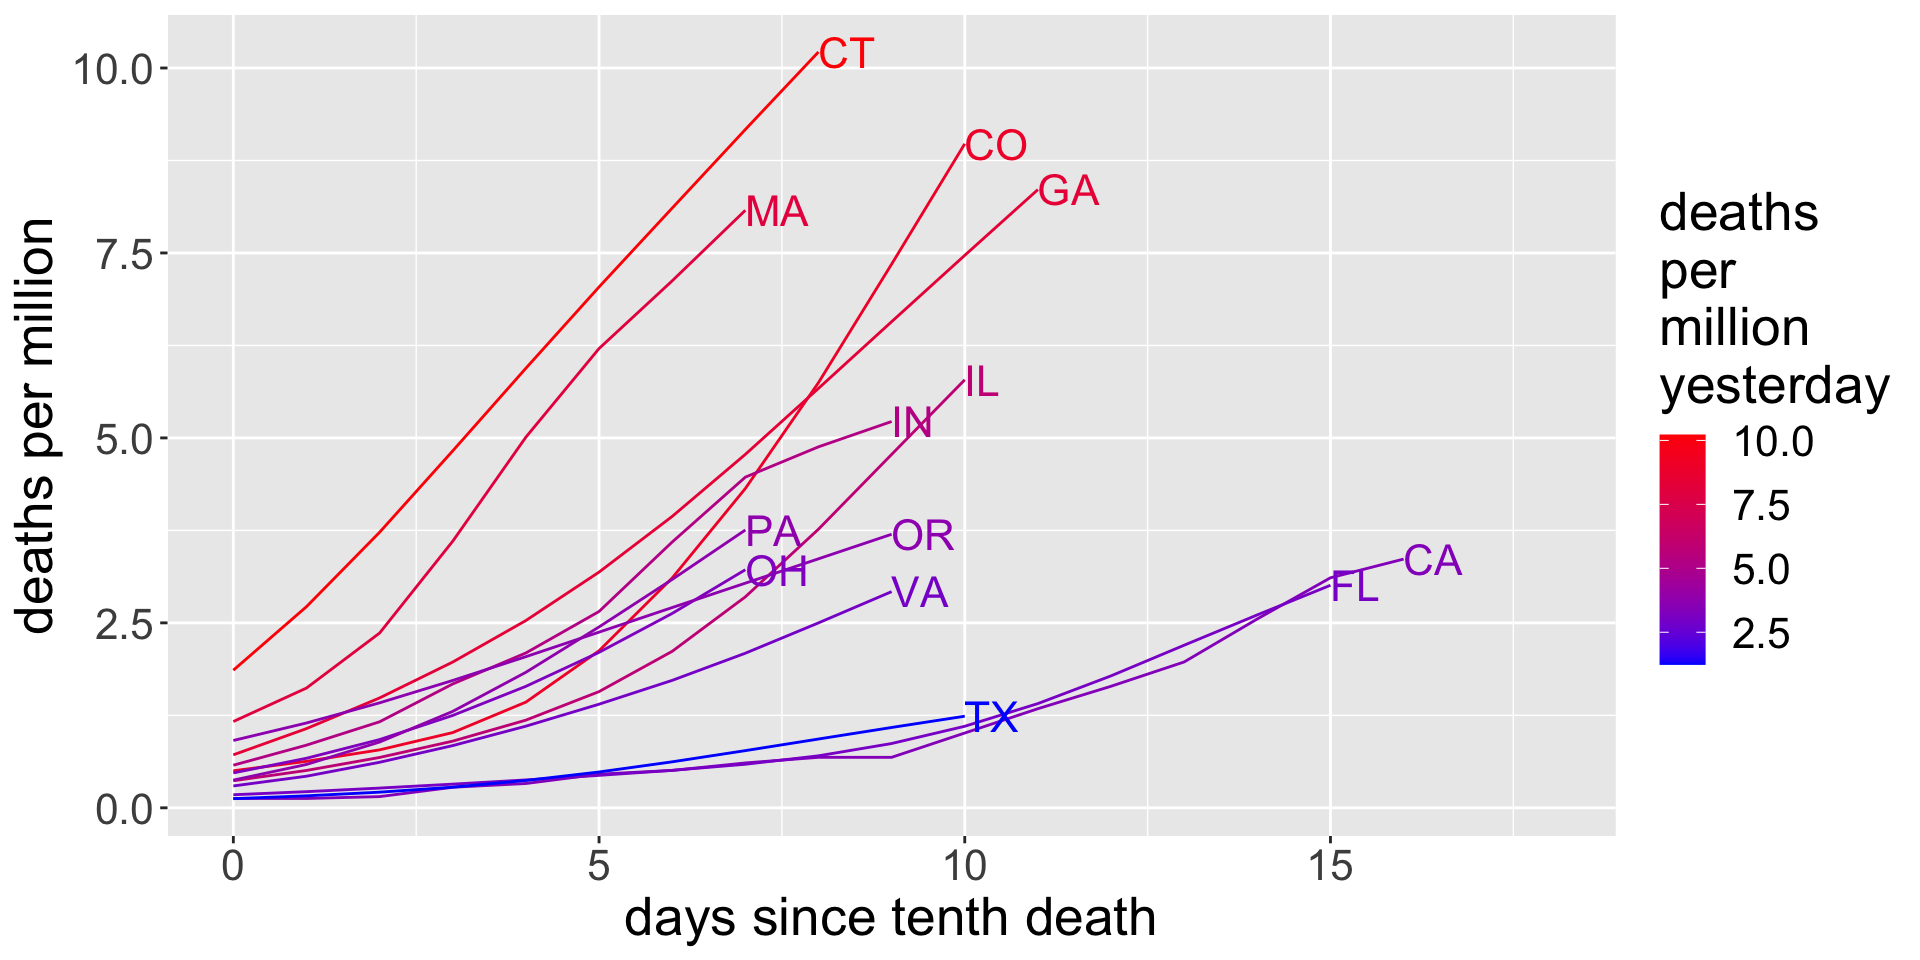 deaths per million
10.0
7.5
5.0
2.5
0.0
CT
CO
GA
MA
IL
IN
PA
OR
OH
CA
FL
VA
TX
0
5
10
15
days since tenth death
deaths
per
million
yesterday
10.0
7.5
5.0
2.5